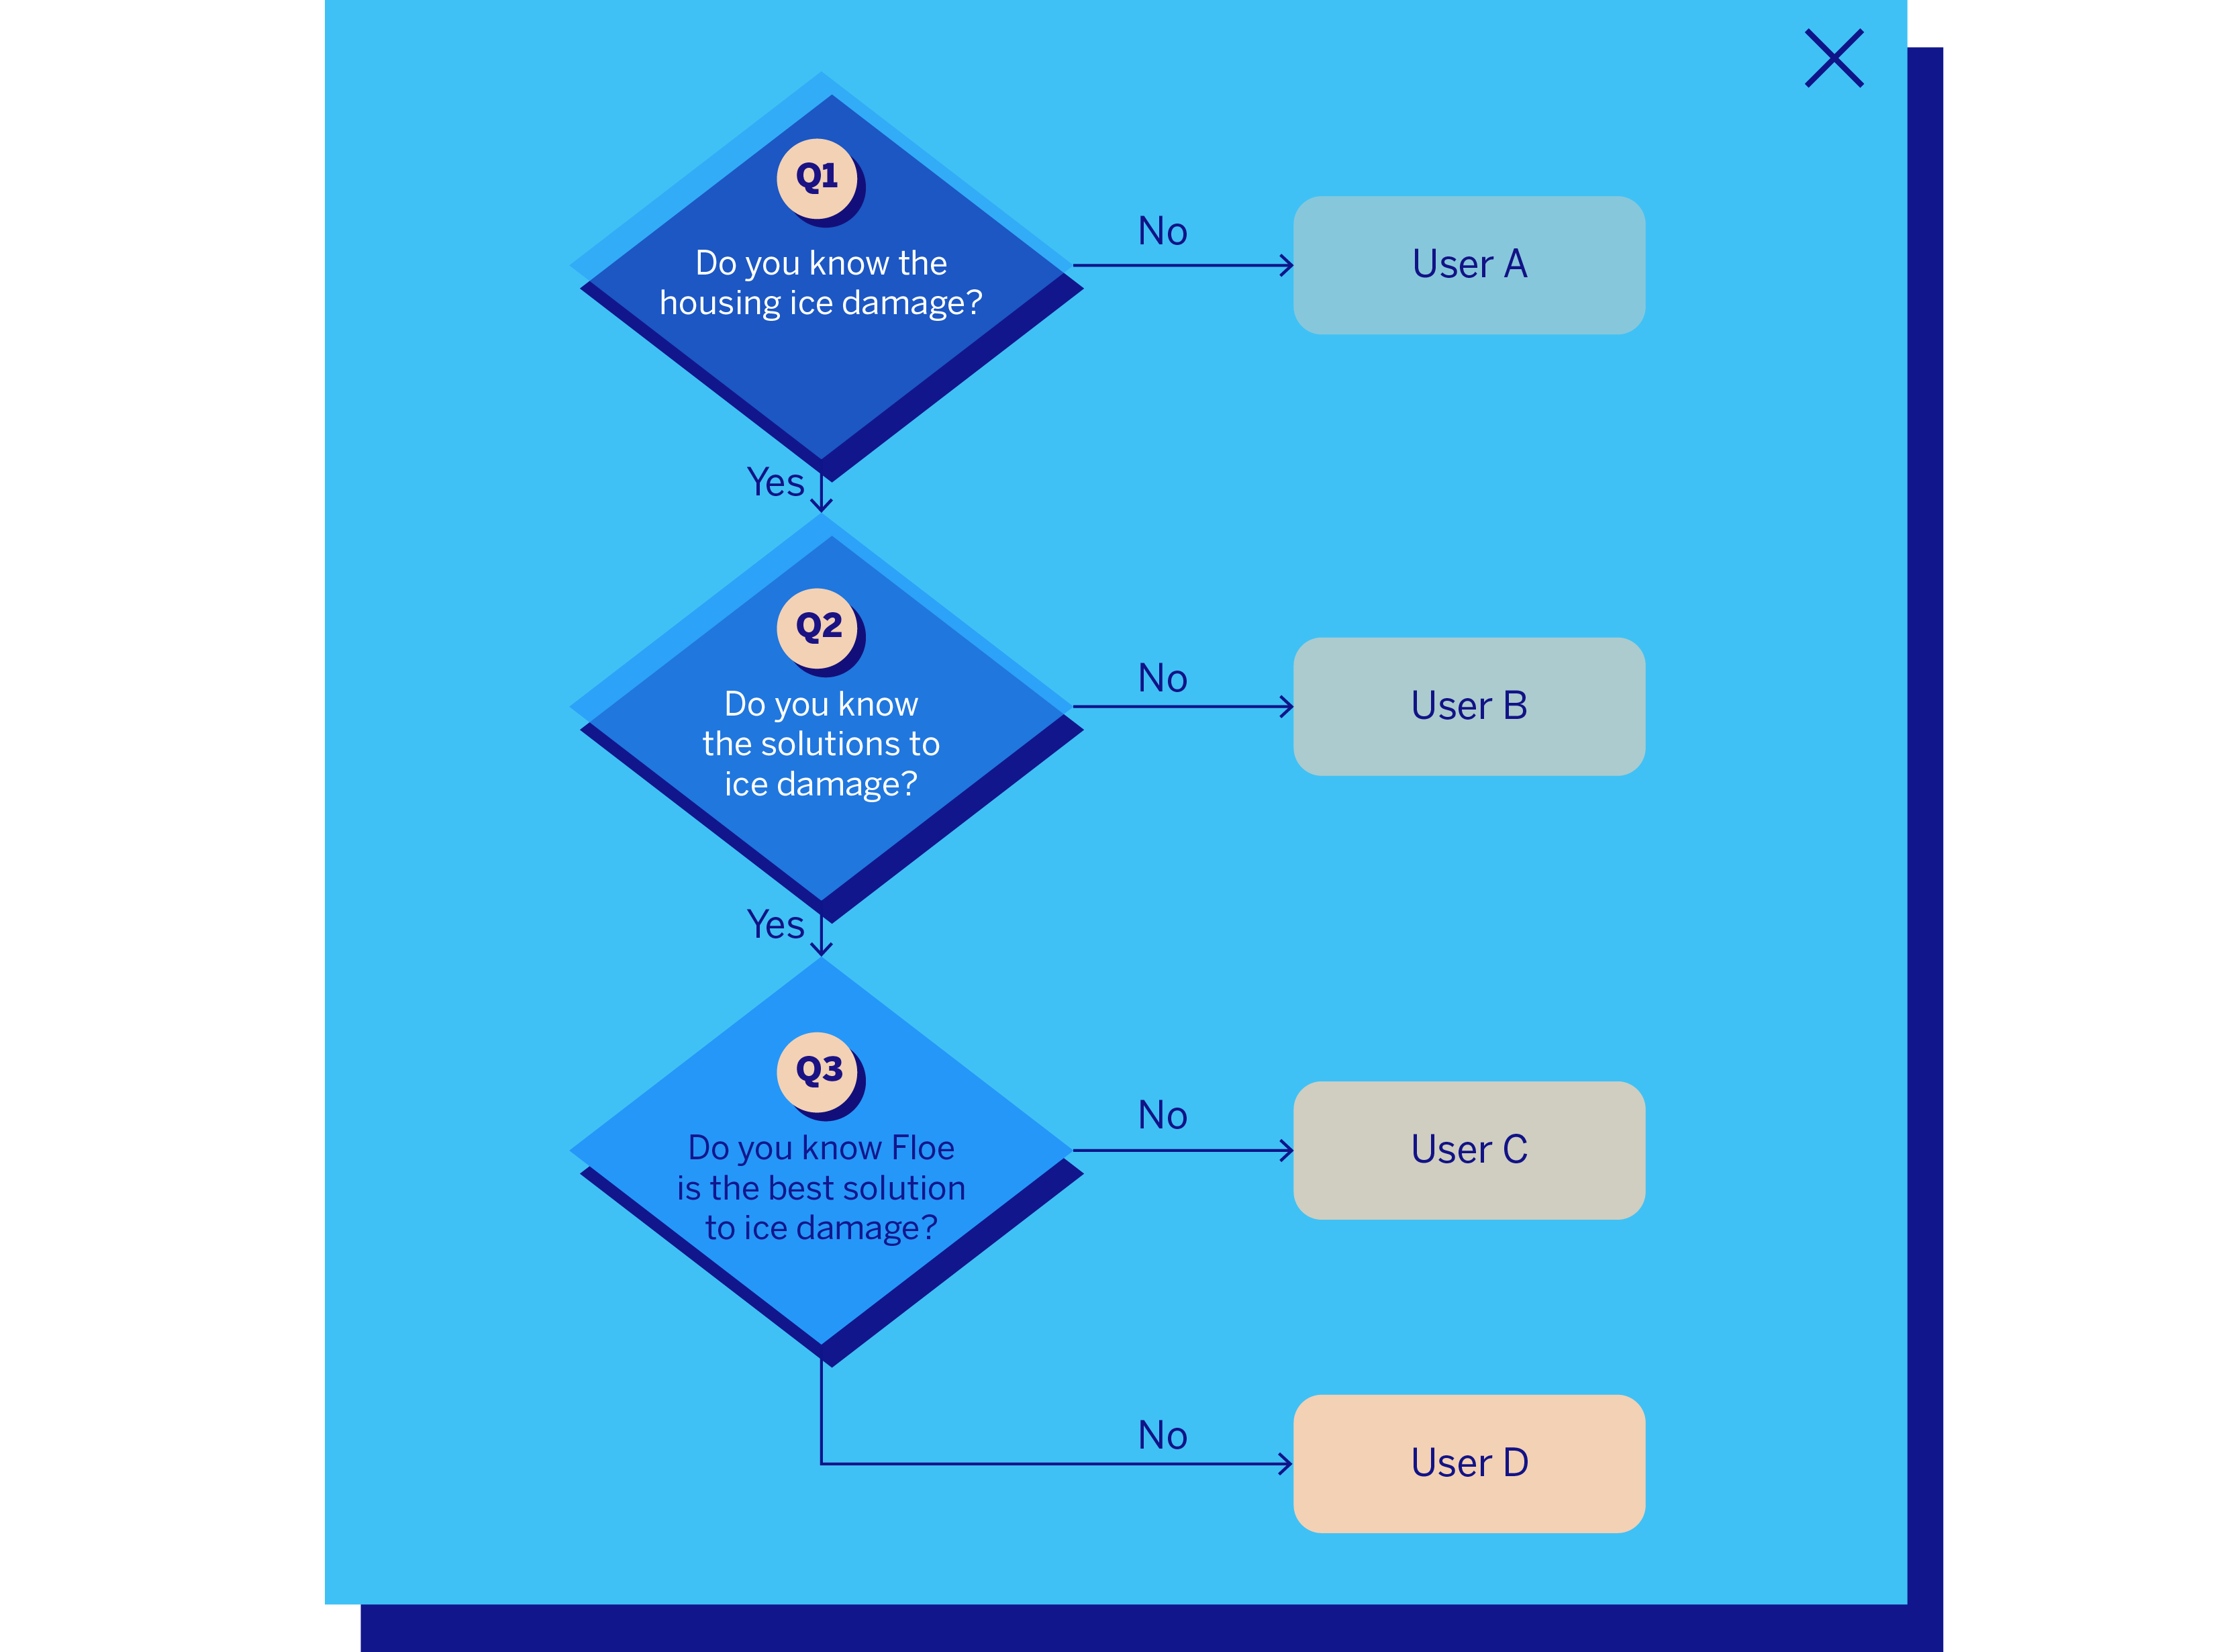 Q1
Do you know the
housing ice damage?
No
User A
Yes
Q2
Do you know
the solutions to
ice damage?
No
User B
Yes
Q3
Do you know Floe
is the best solution
to ice damage?
No
User C
No
User D